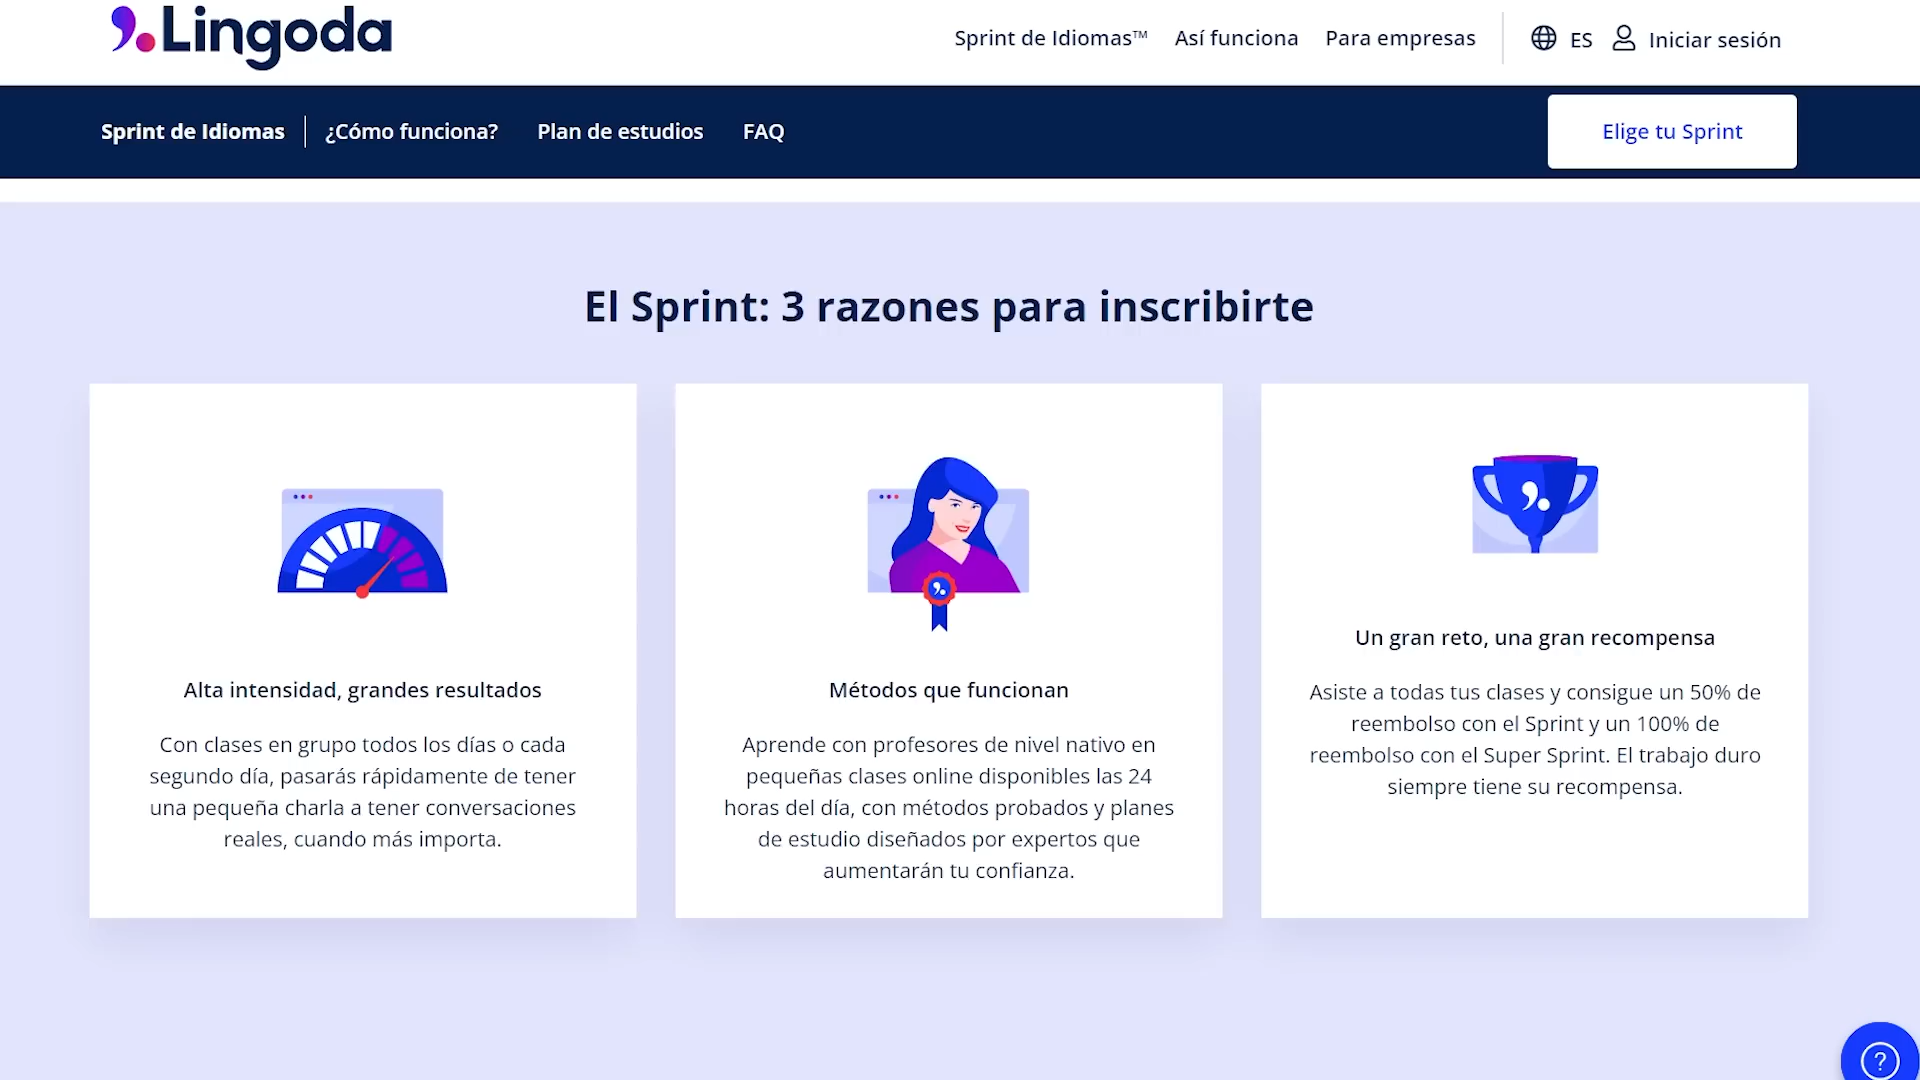 Lingoda
Sprint de Idiomas™ Así funciona Para empresas ES Iniciar sesión
Sprint de Idiomas ¿Cómo funciona? Plan de estudios FAQ Elige tu Sprint
El Sprint: 3 razones para inscribirte
Alta intensidad, grandes resultados
Con clases en grupo todos los días o cada
segundo día, pasarás rápidamente de tener
una pequeña charla a tener conversaciones
reales, cuando más importa.
Métodos que funcionan
Aprende con profesores de nivel nativo en
pequeñas clases online disponibles las 24
horas del día, con métodos probados y planes
de estudio diseñados por expertos que
aumentarán tu confianza.
Un gran reto, una gran recompensa
Asiste a todas tus clases y consigue un 50% de
reembolso con el Sprint y un 100% de
reembolso con el Super Sprint. El trabajo duro
siempre tiene su recompensa.
?